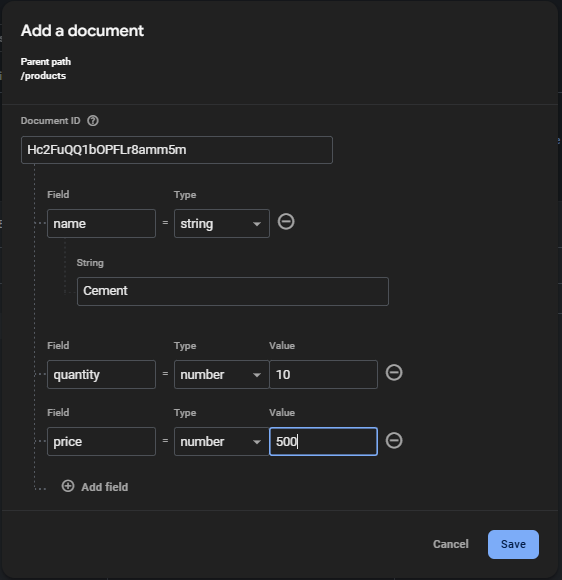 Add a document
Parent path
/products
Document ID
Hc2FuQQ1bOPFLr8amm5m
Field Type
name = string
String
Cement
Field Type Value
quantity = number 10
Field Type Value
price = number 500
Add field
Cancel Save